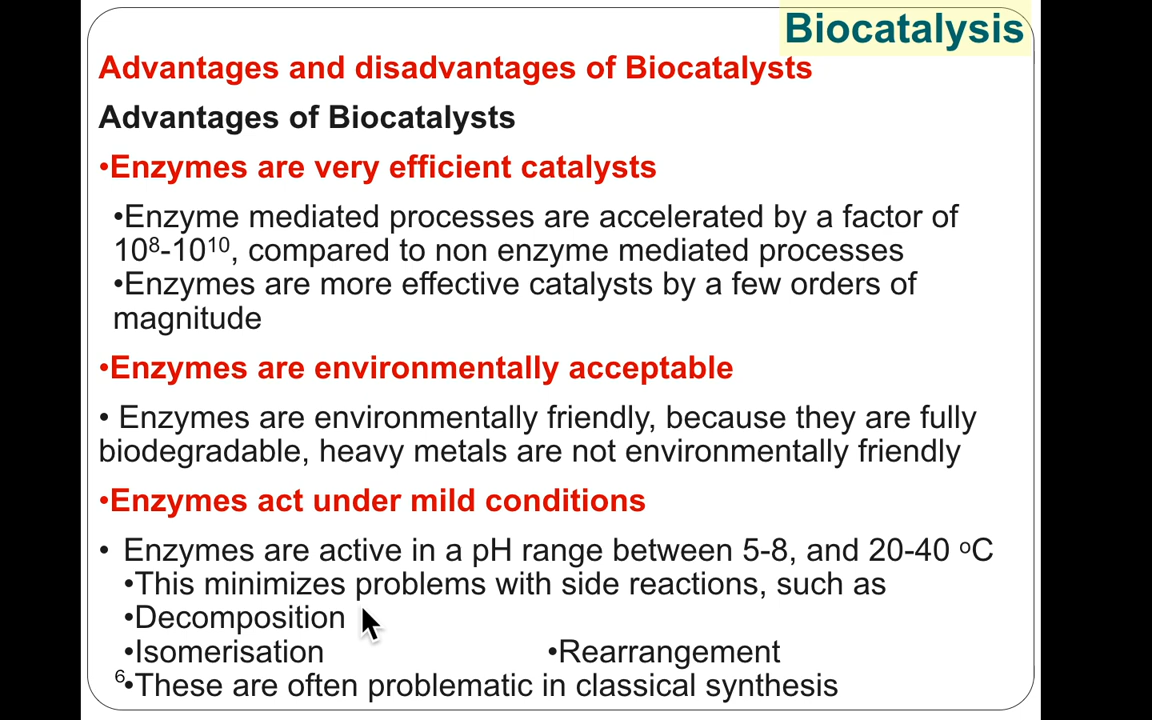 Biocatalysis
Advantages and disadvantages of Biocatalysts
Advantages of Biocatalysts
•Enzymes are very efficient catalysts
•Enzyme mediated processes are accelerated by a factor of
10⁸-10¹⁰, compared to non enzyme mediated processes
•Enzymes are more effective catalysts by a few orders of
magnitude
•Enzymes are environmentally acceptable
• Enzymes are environmentally friendly, because they are fully
biodegradable, heavy metals are not environmentally friendly
•Enzymes act under mild conditions
• Enzymes are active in a pH range between 5-8, and 20-40 ᵒC
•This minimizes problems with side reactions, such as
•Decomposition
•Isomerisation •Rearrangement
⁶•These are often problematic in classical synthesis